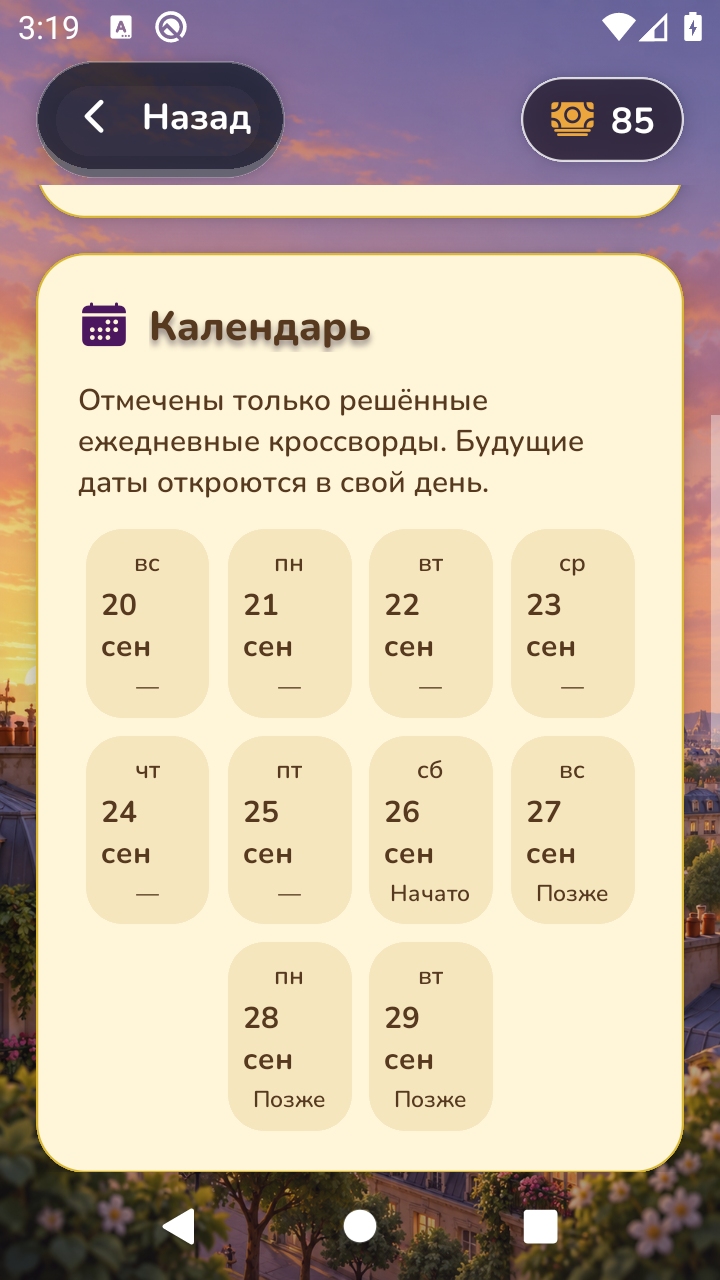 3:19
Назад
85
Календарь
Отмечены только решённые
ежедневные кроссворды. Будущие
даты откроются в свой день.
вс
20
сен
—
пн
21
сен
—
вт
22
сен
—
ср
23
сен
—
чт
24
сен
—
пт
25
сен
—
сб
26
сен
Начато
вс
27
сен
Позже
пн
28
сен
Позже
вт
29
сен
Позже